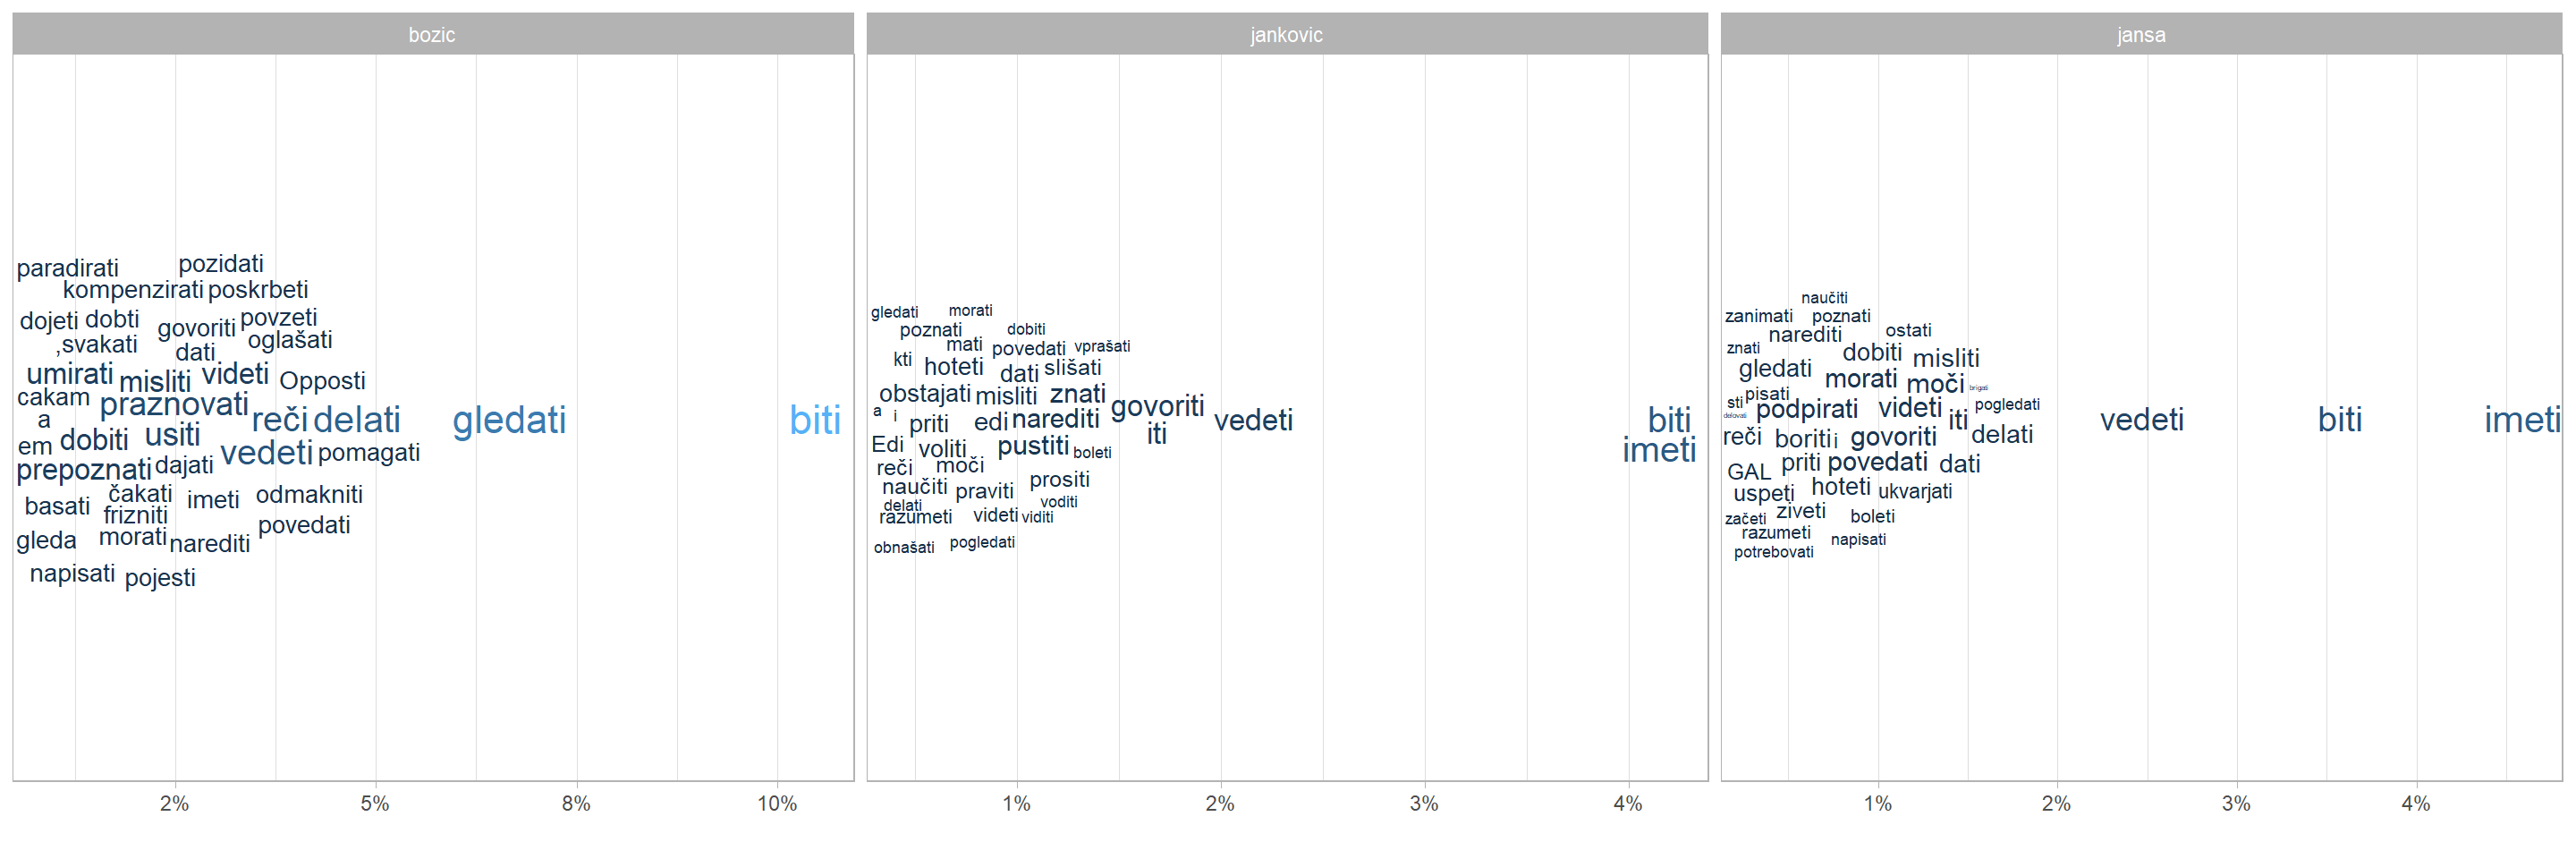 bozic
paradirati pozidati
kompenzirati poskrbeti
dojeti dobti govoriti povzeti
,svakati dati oglašati
umirati misliti videti Opposti
cakam praznovati reči delati gledati biti
a
em dobiti usiti vedeti pomagati
prepoznati dajati
basati čakati imeti odmakniti
frizniti povedati
gleda morati narediti
napisati pojesti
2% 5% 8% 10%
jankovic
gledati morati
poznati dobiti
mati povedati vprašati
kti hoteti dati slišati
obstajati misliti znati govoriti
a i priti edi narediti vedeti biti
iti
Edi voliti pustiti boleti imeti
reči moči prositi
naučiti praviti
delati voditi
razumeti videti viditi
obnašati pogledati
1% 2% 3% 4%
jansa
naučiti
zanimati poznati
narediti ostati
znati dobiti misliti
gledati morati moči brigati
pisati
sti podpirati videti iti pogledati
delovati vedeti biti imeti
reči boriti i govoriti delati
GAL priti povedati dati
uspeti hoteti ukvarjati
začeti ziveti boleti
razumeti napisati
potrebovati
1% 2% 3% 4%